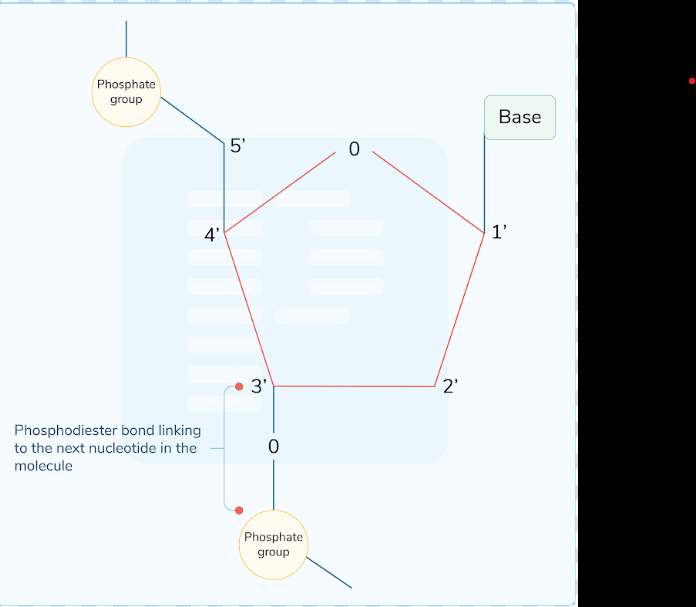 Phosphate
group
Base
5'
0
4'
1'
3'
2'
Phosphodiester bond linking
to the next nucleotide in the
molecule
0
Phosphate
group